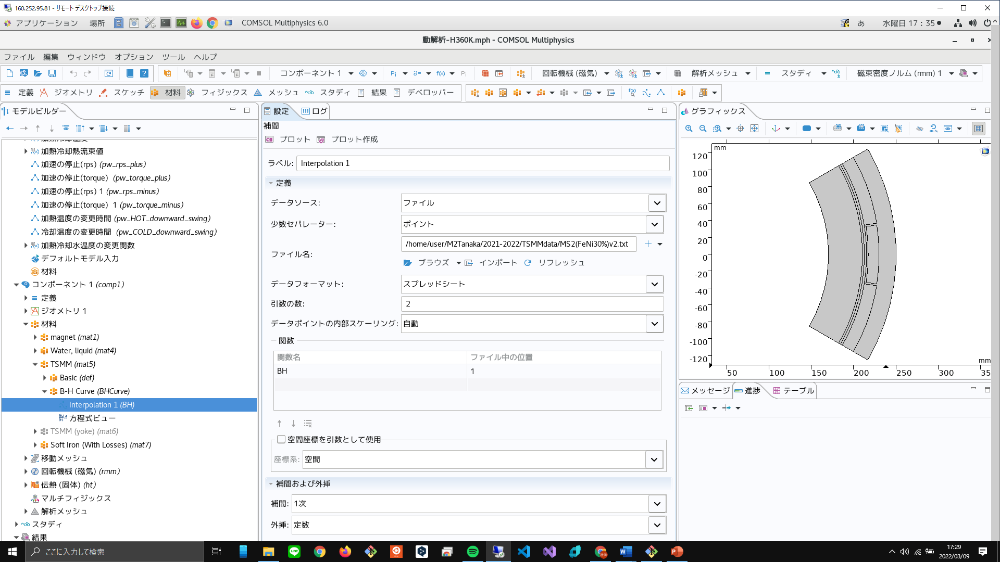 160.252.95.81 - リモート デスクトップ接続
アプリケーション 場所 COMSOL Multiphysics 6.0 あ 水曜日 17：35
動解析-H360K.mph - COMSOL Multiphysics
ファイル 編集 ウィンドウ オプション ツール ヘルプ
コンポーネント 1 Pi a= f(x) Pi 回転機械 (磁気) 解析メッシュ スタディ 磁束密度ノルム (rmm) 1
定義 ジオメトリ スケッチ 材料 フィジックス メッシュ スタディ 結果 デベロッパー
モデルビルダー
加熱冷却熱流束値
加速の停止(rps) (pw_rps_plus)
加速の停止(torque) (pw_torque_plus)
加速の停止(rps) 1 (pw_rps_minus)
加速の停止(torque) 1 (pw_torque_minus)
加熱温度の変更時間 (pw_HOT_downward_swing)
冷却温度の変更時間 (pw_COLD_downward_swing)
加熱冷却水温度の変更関数
デフォルトモデル入力
材料
コンポーネント 1 (comp1)
定義
ジオメトリ 1
材料
magnet (mat1)
Water, liquid (mat4)
TSMM (mat5)
Basic (def)
B-H Curve (BHCurve)
Interpolation 1 (BH)
方程式ビュー
TSMM (yoke) (mat6)
Soft Iron (With Losses) (mat7)
移動メッシュ
回転機械 (磁気) (rmm)
伝熱 (固体) (ht)
マルチフィジックス
解析メッシュ
スタディ
結果
設定 ログ
補間
プロット プロット作成
ラベル: Interpolation 1
定義
データソース: ファイル
少数セパレーター: ポイント
/home/user/M2Tanaka/2021-2022/TSMMdata/MS2(FeNi30%)v2.txt
ファイル名:
ブラウズ インポート リフレッシュ
データフォーマット: スプレッドシート
引数の数: 2
データポイントの内部スケーリング: 自動
関数
関数名 ファイル中の位置
BH 1
空間座標を引数として使用
座標系: 空間
補間および外挿
補間: 1次
外挿: 定数
グラフィックス
mm
120
100
80
60
40
20
0
-20
-40
-60
-80
-100
-120
mm
50 100 150 200 250 300 35
メッセージ 進捗 テーブル
ここに入力して検索
17:29
2022/03/09